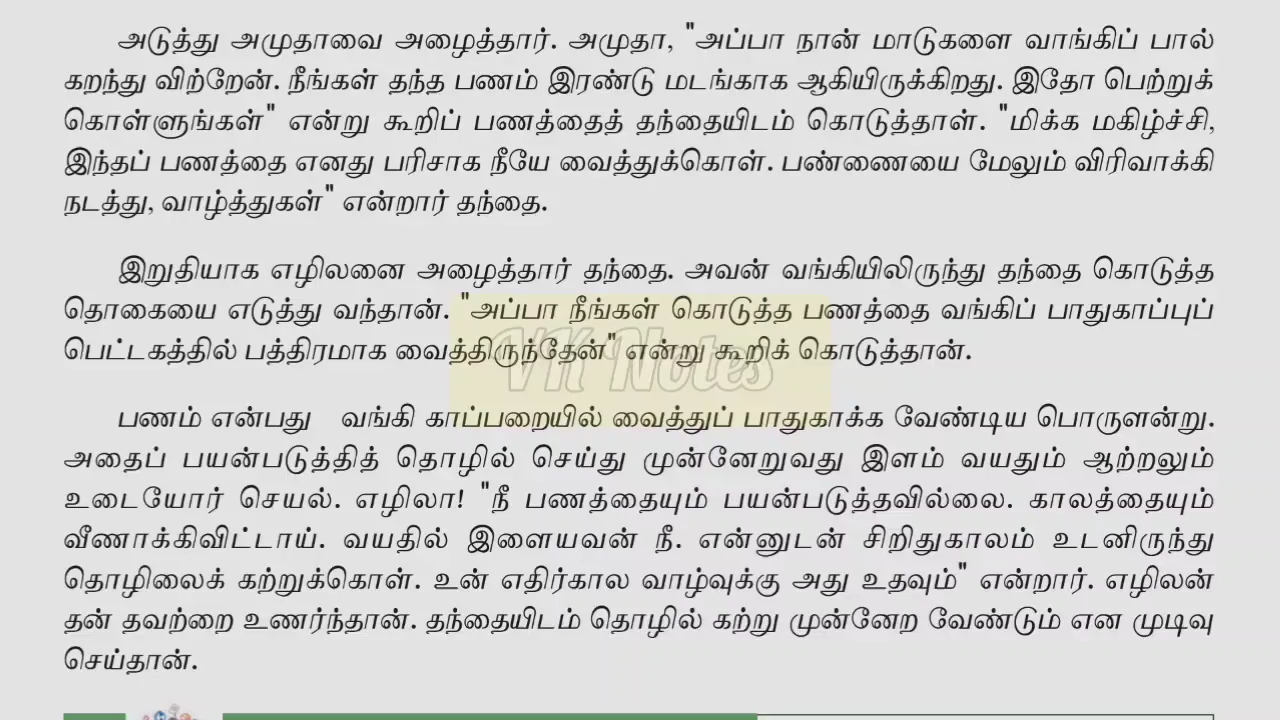 அடுத்து அமுதாவை அழைத்தார். அமுதா, "அப்பா நான் மாடுகளை வாங்கிப் பால்
கறந்து விற்றேன். நீங்கள் தந்த பணம் இரண்டு மடங்காக ஆகியிருக்கிறது. இதோ பெற்றுக்
கொள்ளுங்கள்" என்று கூறிப் பணத்தைத் தந்தையிடம் கொடுத்தாள். "மிக்க மகிழ்ச்சி,
இந்தப் பணத்தை எனது பரிசாக நீயே வைத்துக்கொள். பண்ணையை மேலும் விரிவாக்கி
நடத்து, வாழ்த்துகள்" என்றார் தந்தை.
இறுதியாக எழிலனை அழைத்தார் தந்தை. அவன் வங்கியிலிருந்து தந்தை கொடுத்த
தொகையை எடுத்து வந்தான். "அப்பா நீங்கள் கொடுத்த பணத்தை வங்கிப் பாதுகாப்புப்
பெட்டகத்தில் பத்திரமாக வைத்திருந்தேன்" என்று கூறிக் கொடுத்தான்.
VK Notes
பணம் என்பது வங்கி காப்பறையில் வைத்துப் பாதுகாக்க வேண்டிய பொருளன்று.
அதைப் பயன்படுத்தித் தொழில் செய்து முன்னேறுவது இளம் வயதும் ஆற்றலும்
உடையோர் செயல். எழிலா! "நீ பணத்தையும் பயன்படுத்தவில்லை. காலத்தையும்
வீணாக்கிவிட்டாய். வயதில் இளையவன் நீ. என்னுடன் சிறிதுகாலம் உடனிருந்து
தொழிலைக் கற்றுக்கொள். உன் எதிர்கால வாழ்வுக்கு அது உதவும்" என்றார். எழிலன்
தன் தவற்றை உணர்ந்தான். தந்தையிடம் தொழில் கற்று முன்னேற வேண்டும் என முடிவு
செய்தான்.